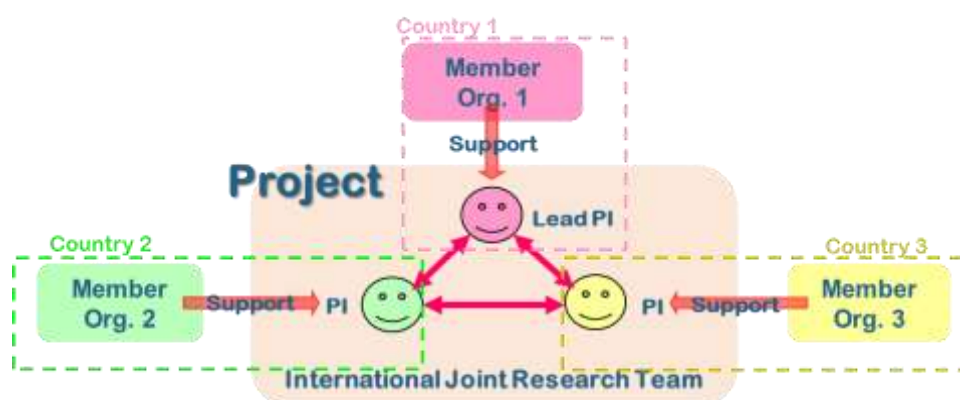 Country 1
Member
Org. 1
Support
Project
Lead PI
Country 2
Country 3
Member
Org. 2
Support
PI
PI
Support
Member
Org. 3
International Joint Research Team